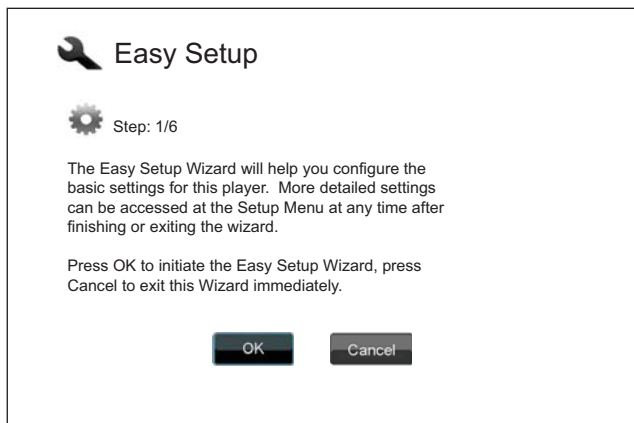 Easy Setup
Step: 1/6
The Easy Setup Wizard will help you configure the
basic settings for this player.  More detailed settings
can be accessed at the Setup Menu at any time after
finishing or exiting the wizard.
Press OK to initiate the Easy Setup Wizard, press
Cancel to exit this Wizard immediately.
OK
Cancel